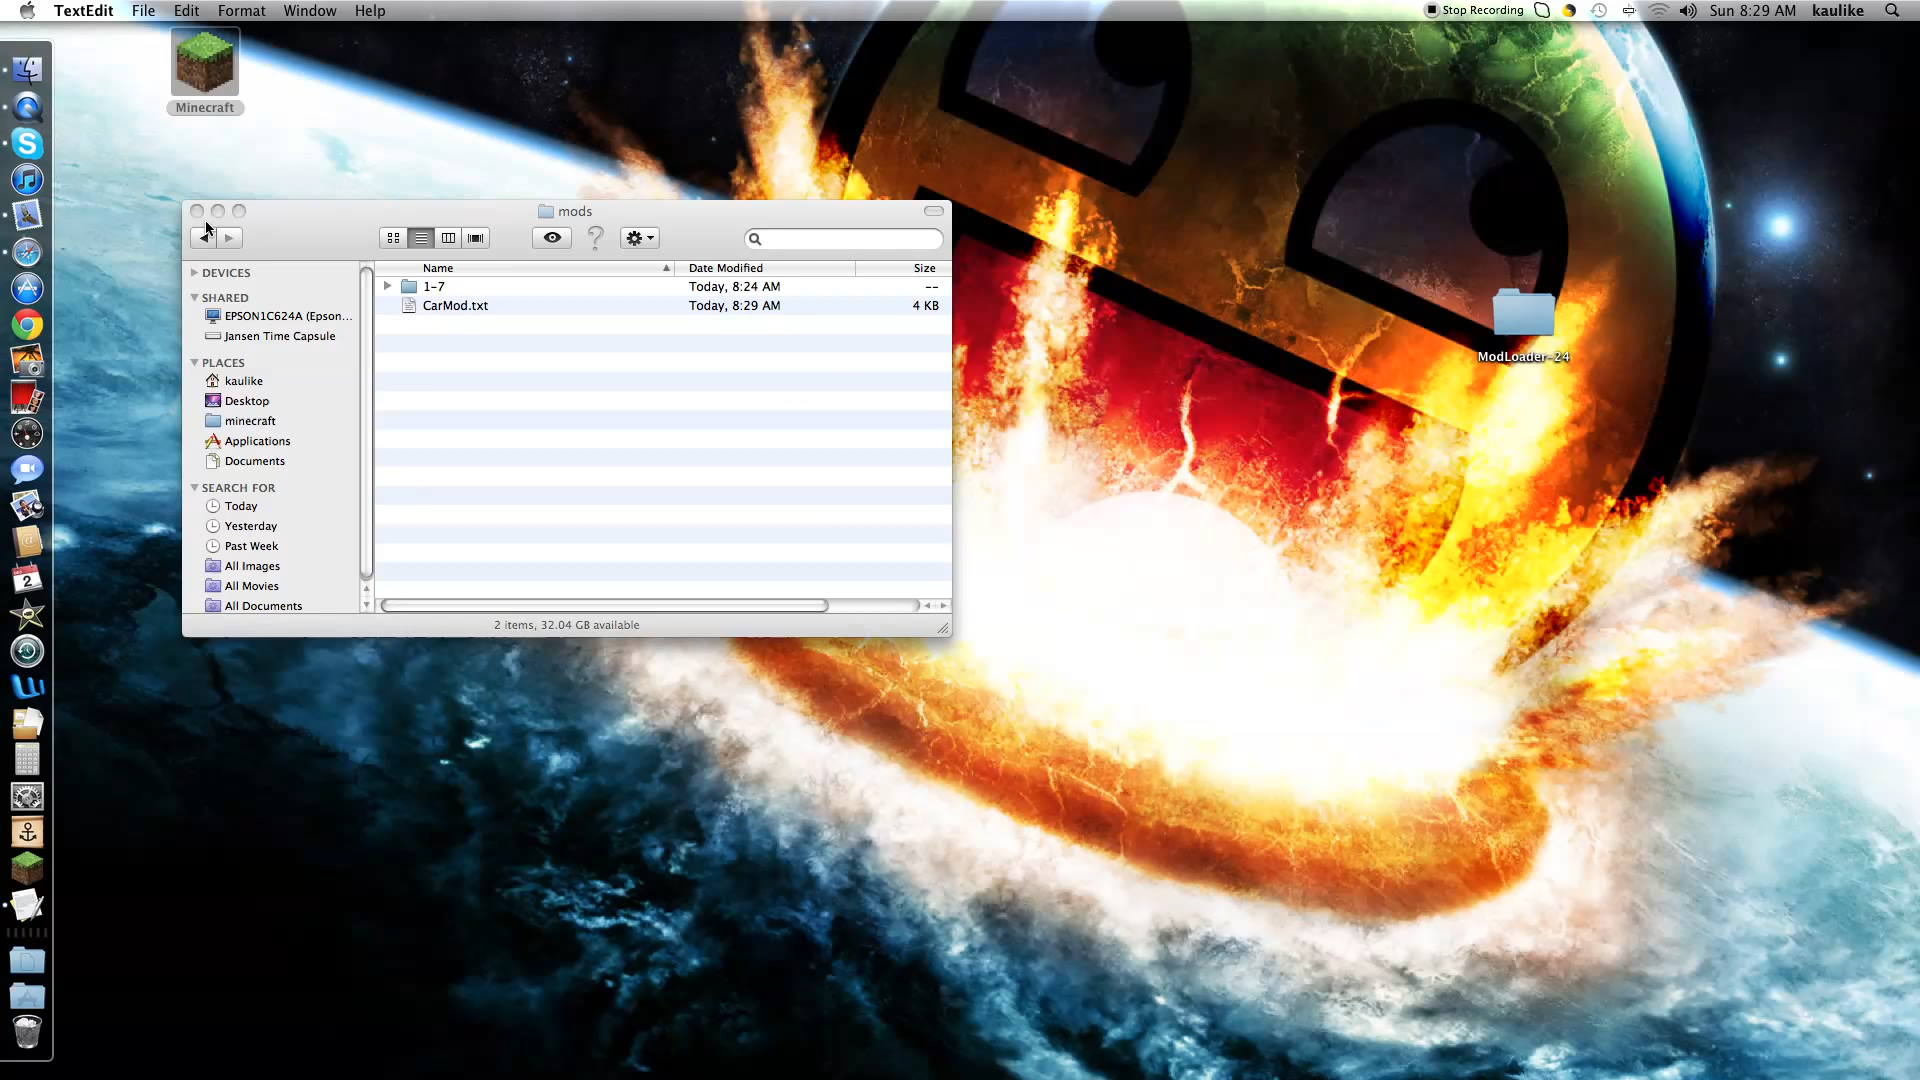 TextEdit File Edit Format Window Help
Stop Recording Sun 8:29 AM kaulike
Minecraft
mods
Name Date Modified Size
1-7 Today, 8:24 AM --
CarMod.txt Today, 8:29 AM 4 KB
DEVICES
SHARED
EPSON1C624A (Epson...
Jansen Time Capsule
PLACES
kaulike
Desktop
minecraft
Applications
Documents
SEARCH FOR
Today
Yesterday
Past Week
All Images
All Movies
All Documents
2 items, 32.04 GB available
ModLoader-24
2